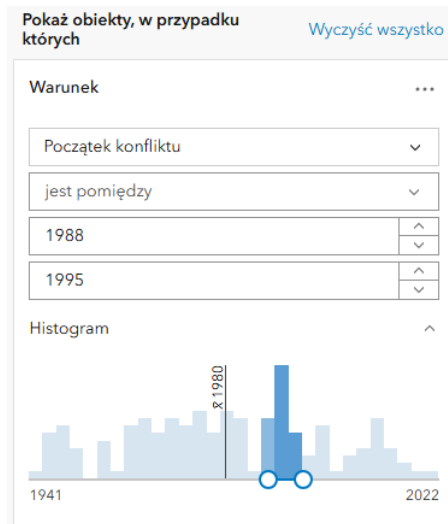 Pokaż obiekty, w przypadku
których
Wyczyść wszystko
Warunek
Początek konfliktu
jest pomiędzy
1988
1995
Histogram
x̄ 1980
1941
2022